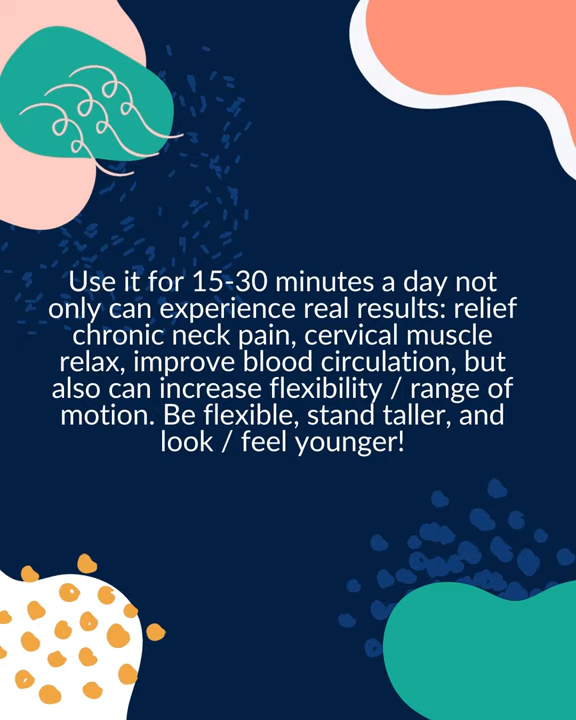 Use it for 15-30 minutes a day not
only can experience real results: relief
chronic neck pain, cervical muscle
relax, improve blood circulation, but
also can increase flexibility / range of
motion. Be flexible, stand taller, and
look / feel younger!